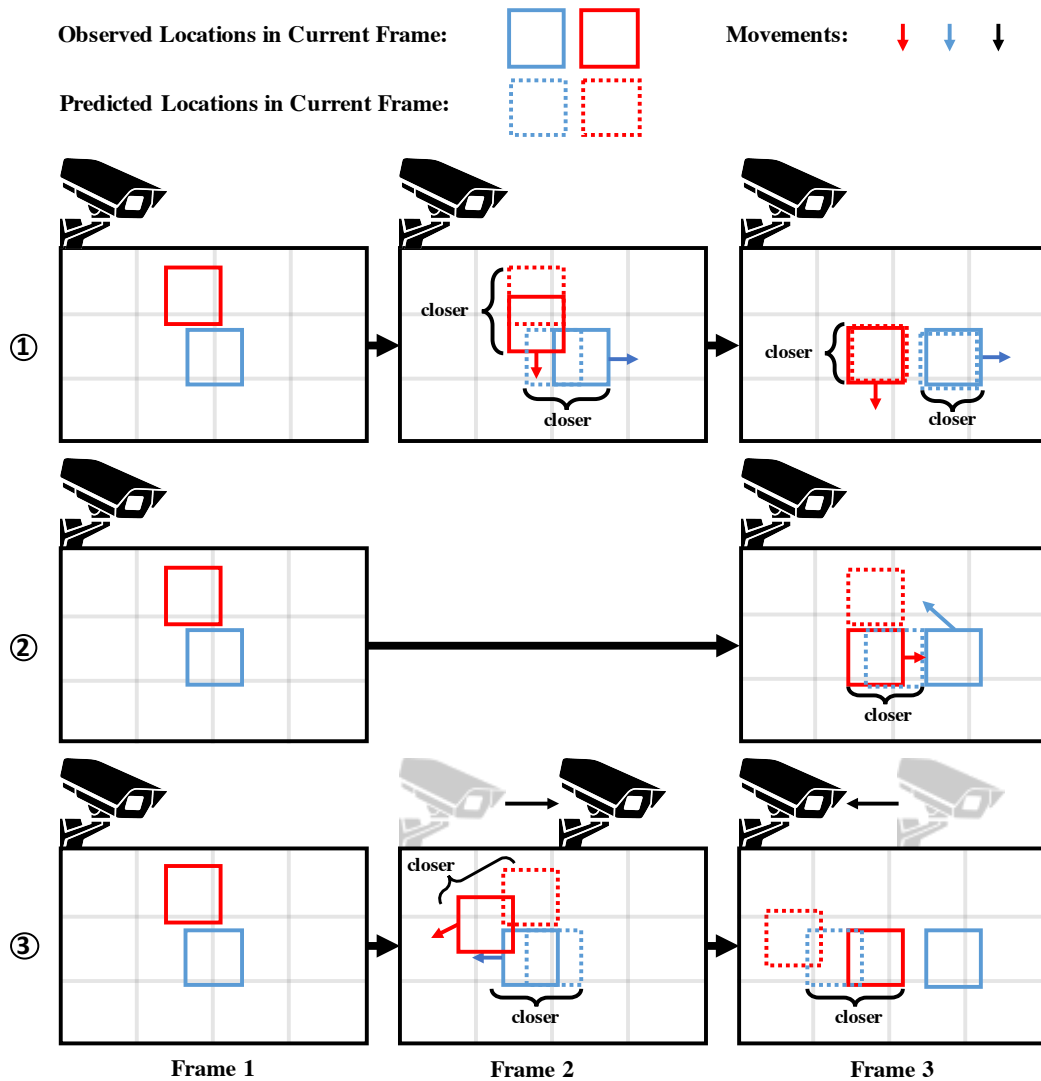 Observed Locations in Current Frame:
Movements:
Predicted Locations in Current Frame:
①
closer
closer
closer
closer
②
closer
③
closer
closer
closer
Frame 1
Frame 2
Frame 3